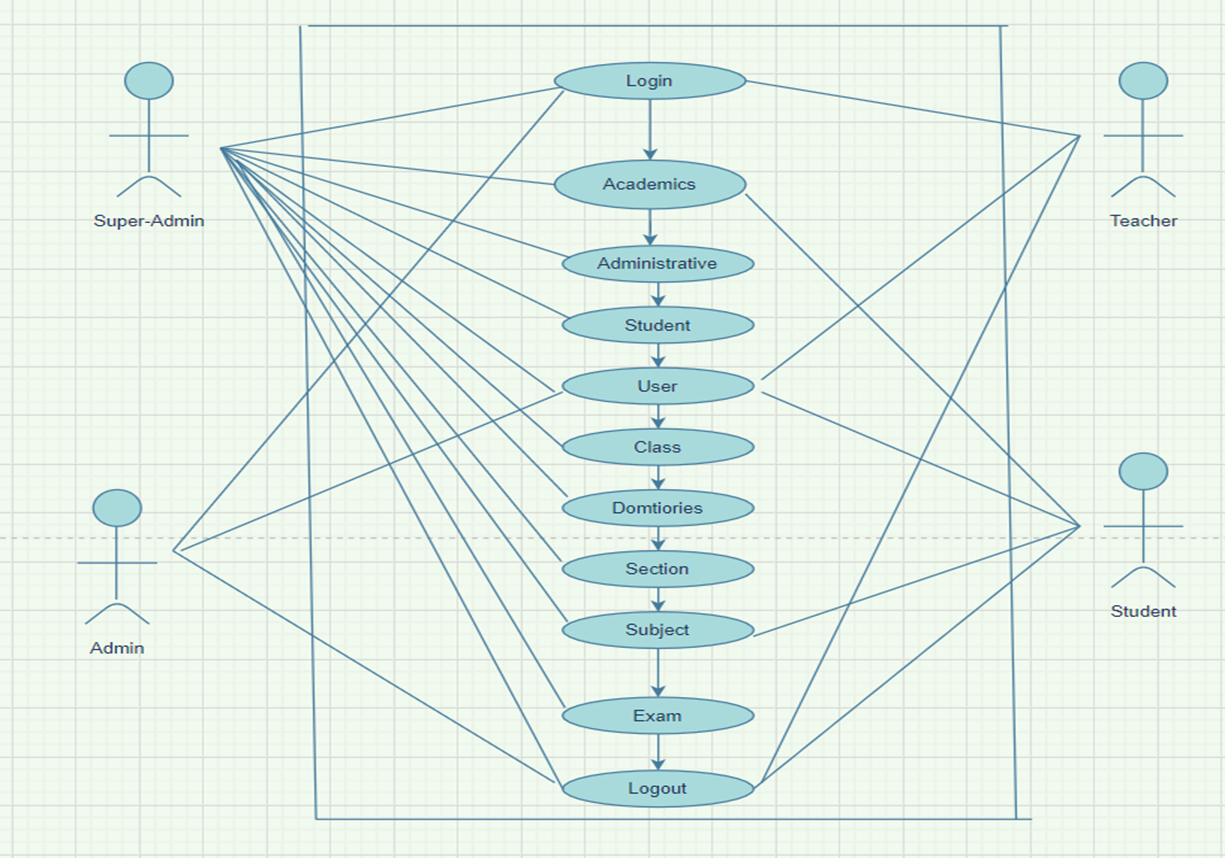 Login
Academics
Super-Admin
Teacher
Administrative
Student
User
Class
Domtiories
Section
Student
Subject
Admin
Exam
Logout